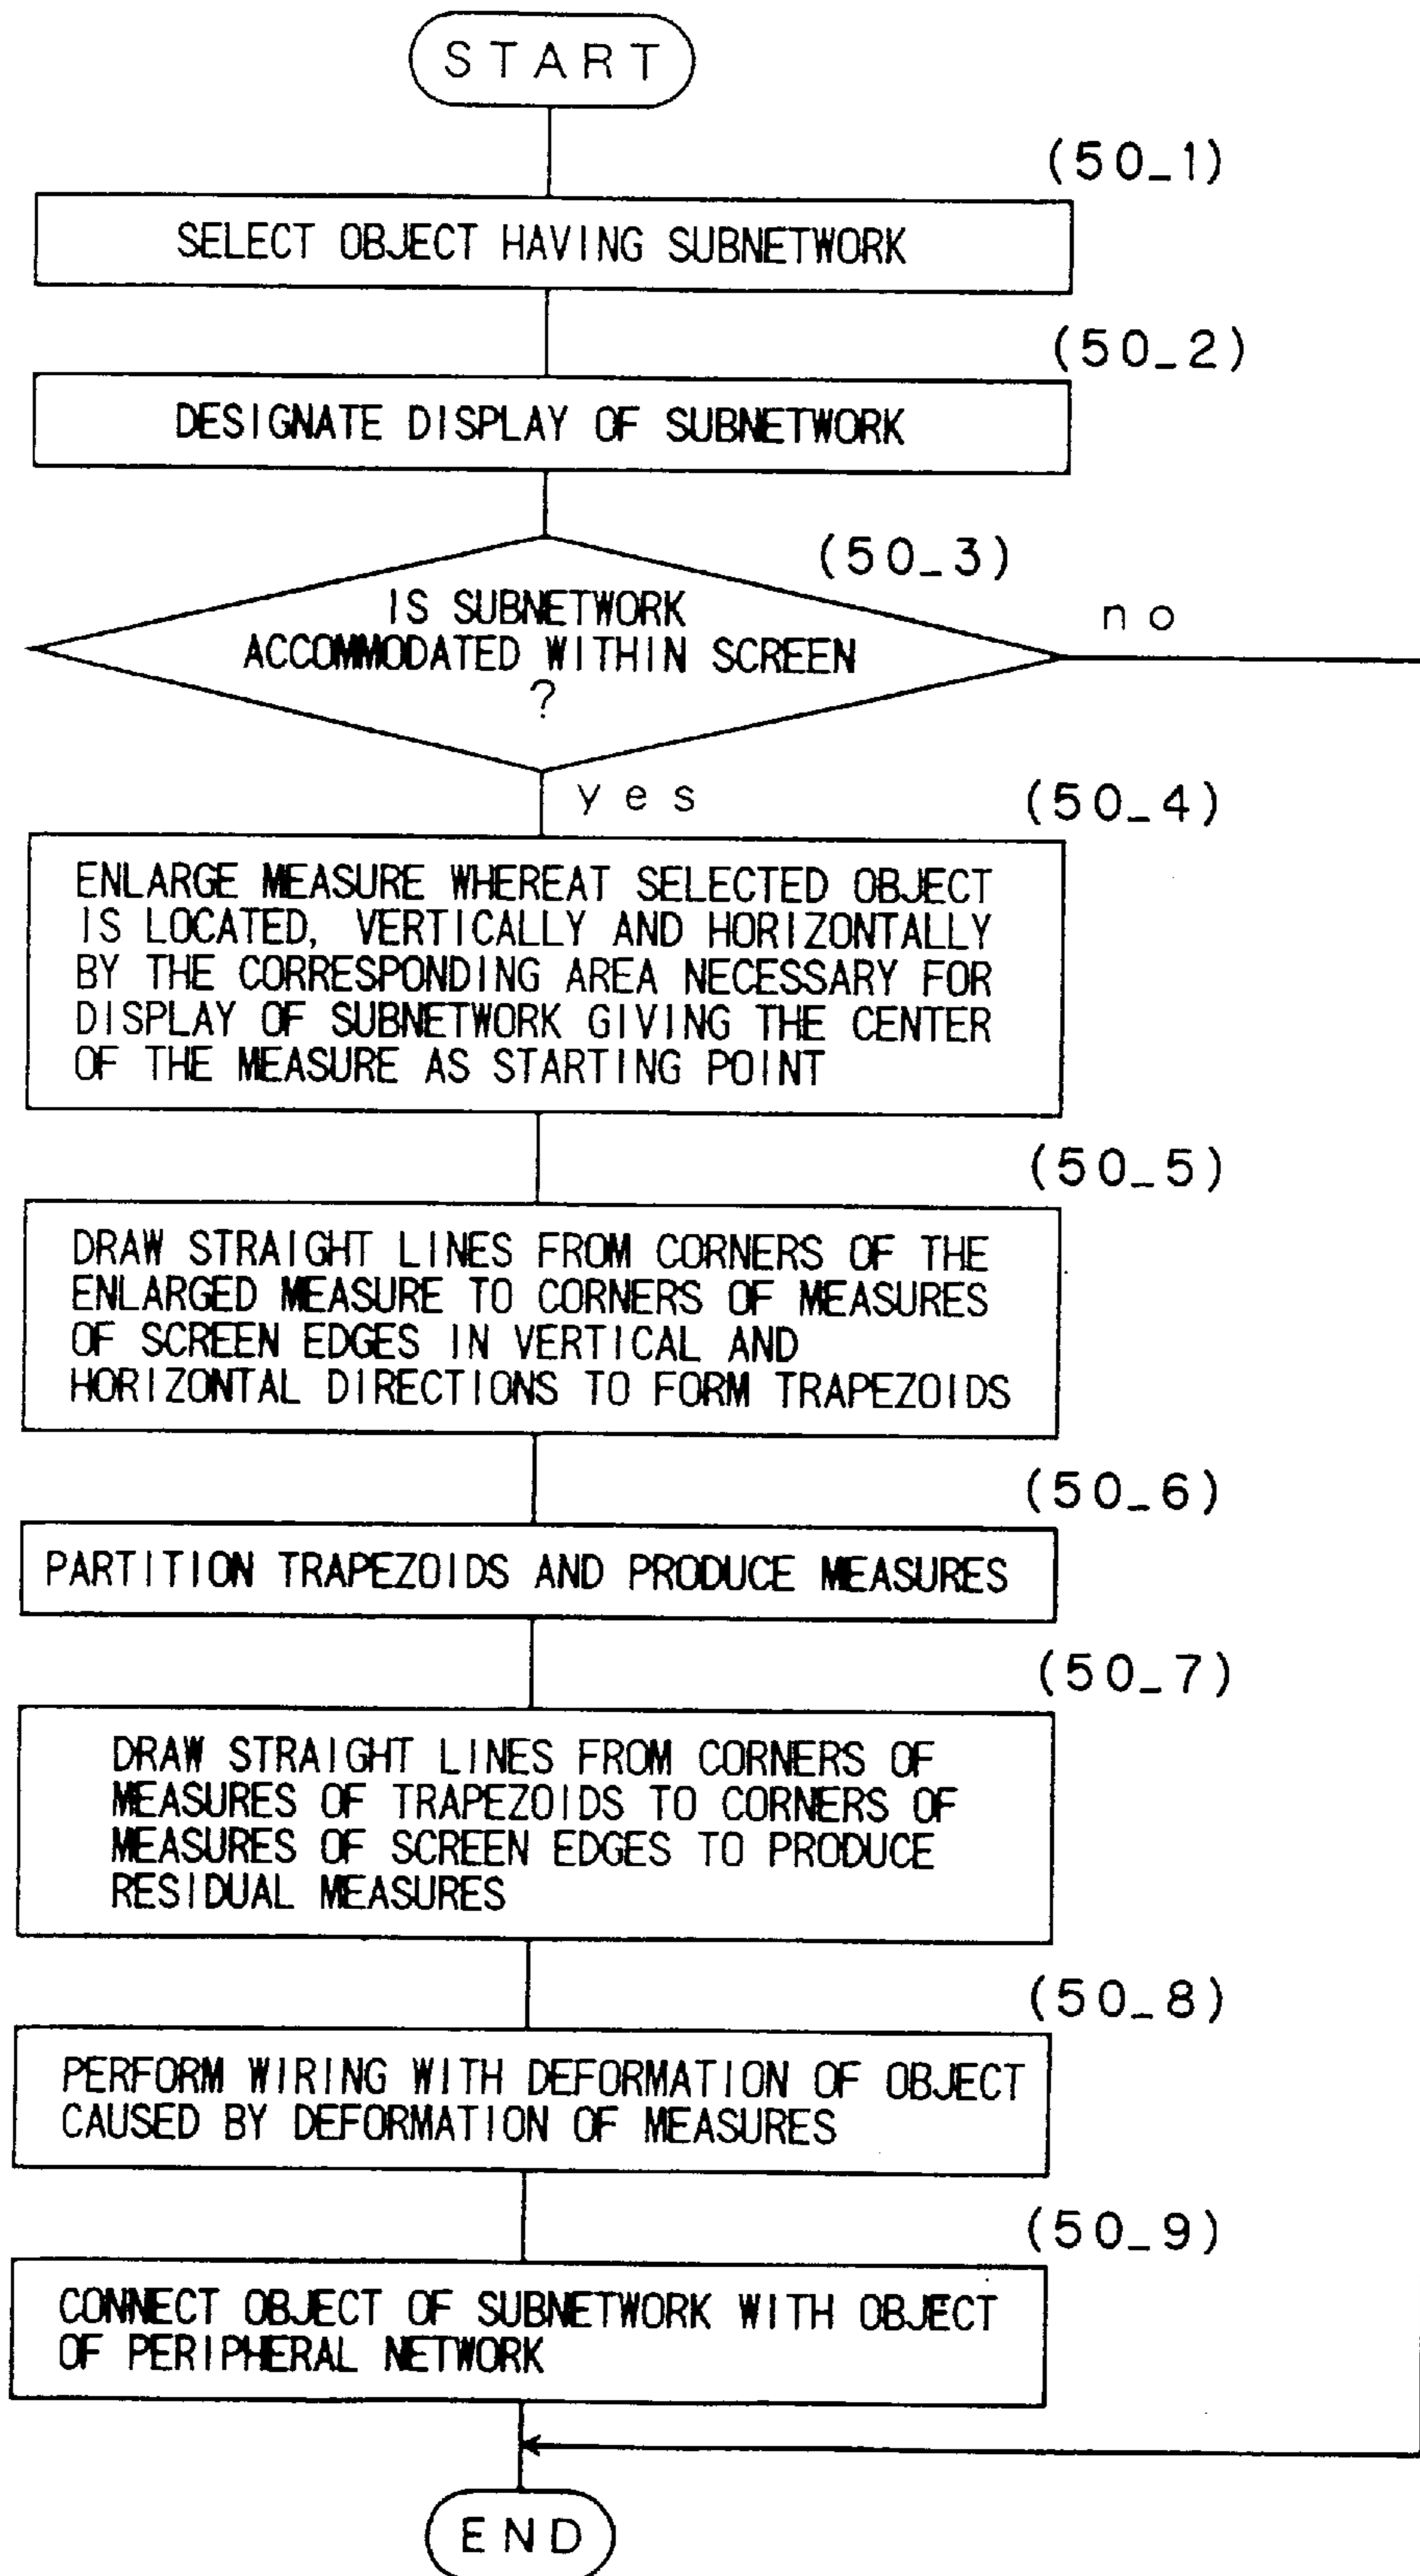 START
(50_1)
SELECT OBJECT HAVING SUBNETWORK
(50_2)
DESIGNATE DISPLAY OF SUBNETWORK
(50_3)
IS SUBNETWORK
ACCOMMODATED WITHIN SCREEN
?
no
yes
(50_4)
ENLARGE MEASURE WHEREAT SELECTED OBJECT
IS LOCATED, VERTICALLY AND HORIZONTALLY
BY THE CORRESPONDING AREA NECESSARY FOR
DISPLAY OF SUBNETWORK GIVING THE CENTER
OF THE MEASURE AS STARTING POINT
(50_5)
DRAW STRAIGHT LINES FROM CORNERS OF THE
ENLARGED MEASURE TO CORNERS OF MEASURES
OF SCREEN EDGES IN VERTICAL AND
HORIZONTAL DIRECTIONS TO FORM TRAPEZOIDS
(50_6)
PARTITION TRAPEZOIDS AND PRODUCE MEASURES
(50_7)
DRAW STRAIGHT LINES FROM CORNERS OF
MEASURES OF TRAPEZOIDS TO CORNERS OF
MEASURES OF SCREEN EDGES TO PRODUCE
RESIDUAL MEASURES
(50_8)
PERFORM WIRING WITH DEFORMATION OF OBJECT
CAUSED BY DEFORMATION OF MEASURES
(50_9)
CONNECT OBJECT OF SUBNETWORK WITH OBJECT
OF PERIPHERAL NETWORK
END